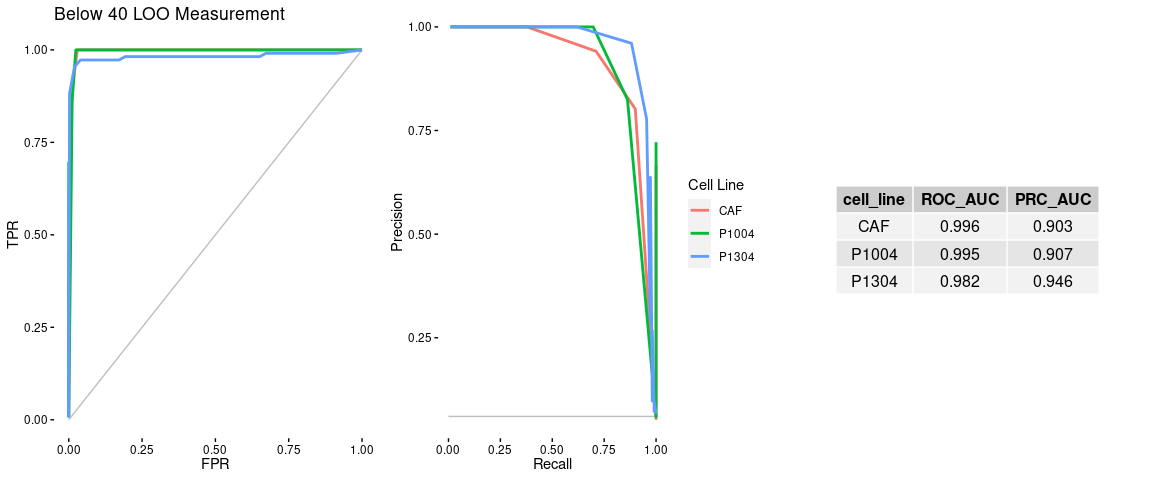 Below 40 LOO Measurement
TPR
1.00
0.75
0.50
0.25
0.00
0.00 0.25 0.50 0.75 1.00
FPR
Precision
1.00
0.75
0.50
0.25
0.00 0.25 0.50 0.75 1.00
Recall
Cell Line
CAF
P1004
P1304
cell_line ROC_AUC PRC_AUC
CAF 0.996 0.903
P1004 0.995 0.907
P1304 0.982 0.946